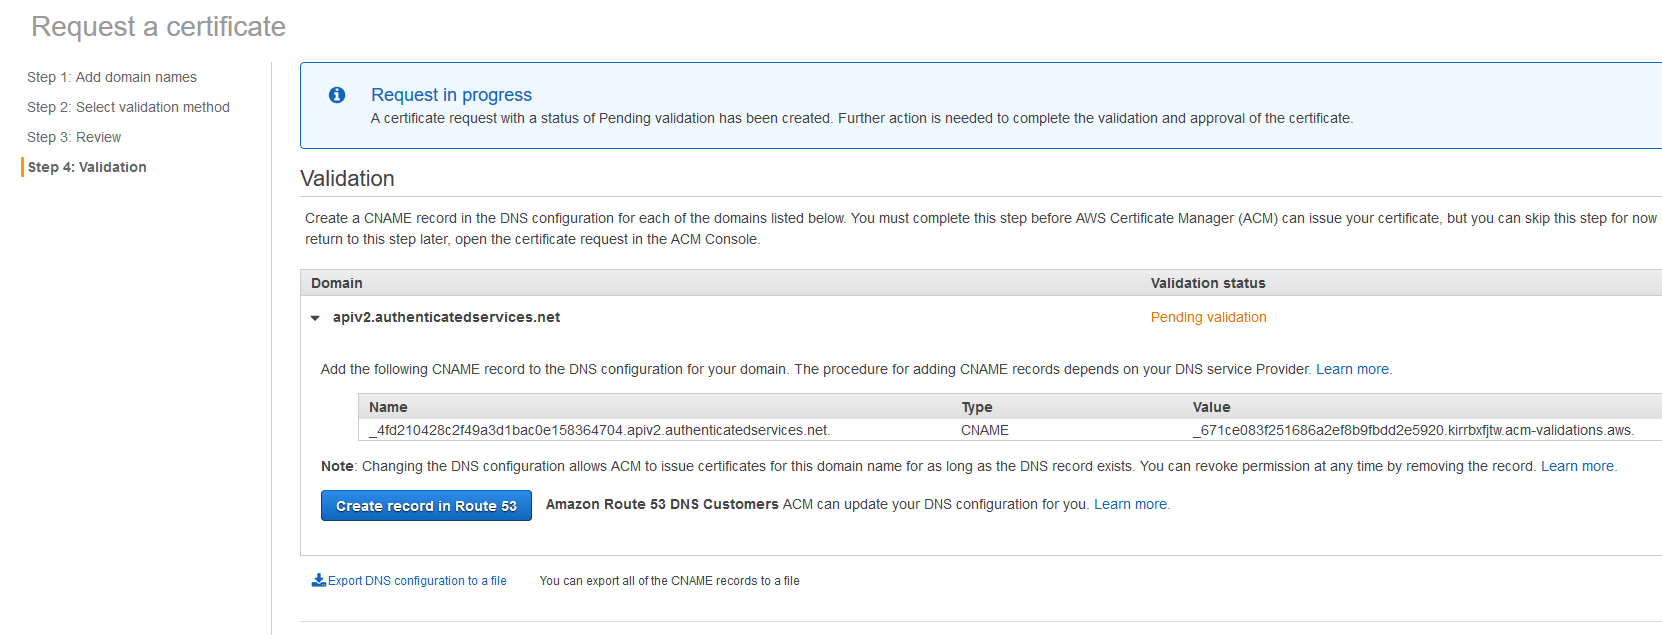 Request a certificate
Step 1: Add domain names
Step 2: Select validation method
Step 3: Review
Step 4: Validation
Request in progress
A certificate request with a status of Pending validation has been created. Further action is needed to complete the validation and approval of the certificate.
Validation
Create a CNAME record in the DNS configuration for each of the domains listed below. You must complete this step before AWS Certificate Manager (ACM) can issue your certificate, but you can skip this step for now
return to this step later, open the certificate request in the ACM Console.
Domain Validation status
apiv2.authenticatedservices.net Pending validation
Add the following CNAME record to the DNS configuration for your domain. The procedure for adding CNAME records depends on your DNS service Provider. Learn more.
Name Type Value
_4fd210428c2f49a3d1bac0e158364704.apiv2.authenticatedservices.net. CNAME _671ce083f251686a2ef8b9fbdd2e5920.kirrbxfjtw.acm-validations.aws.
Note: Changing the DNS configuration allows ACM to issue certificates for this domain name for as long as the DNS record exists. You can revoke permission at any time by removing the record. Learn more.
Create record in Route 53 Amazon Route 53 DNS Customers ACM can update your DNS configuration for you. Learn more.
Export DNS configuration to a file You can export all of the CNAME records to a file